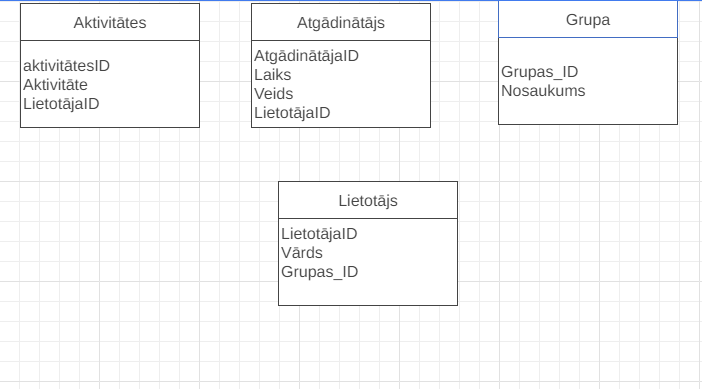 Aktivitātes
aktivitātesID
Aktivitāte
LietotājaID
Atgādinātājs
AtgādinātājaID
Laiks
Veids
LietotājaID
Grupa
Grupas_ID
Nosaukums
Lietotājs
LietotājaID
Vārds
Grupas_ID